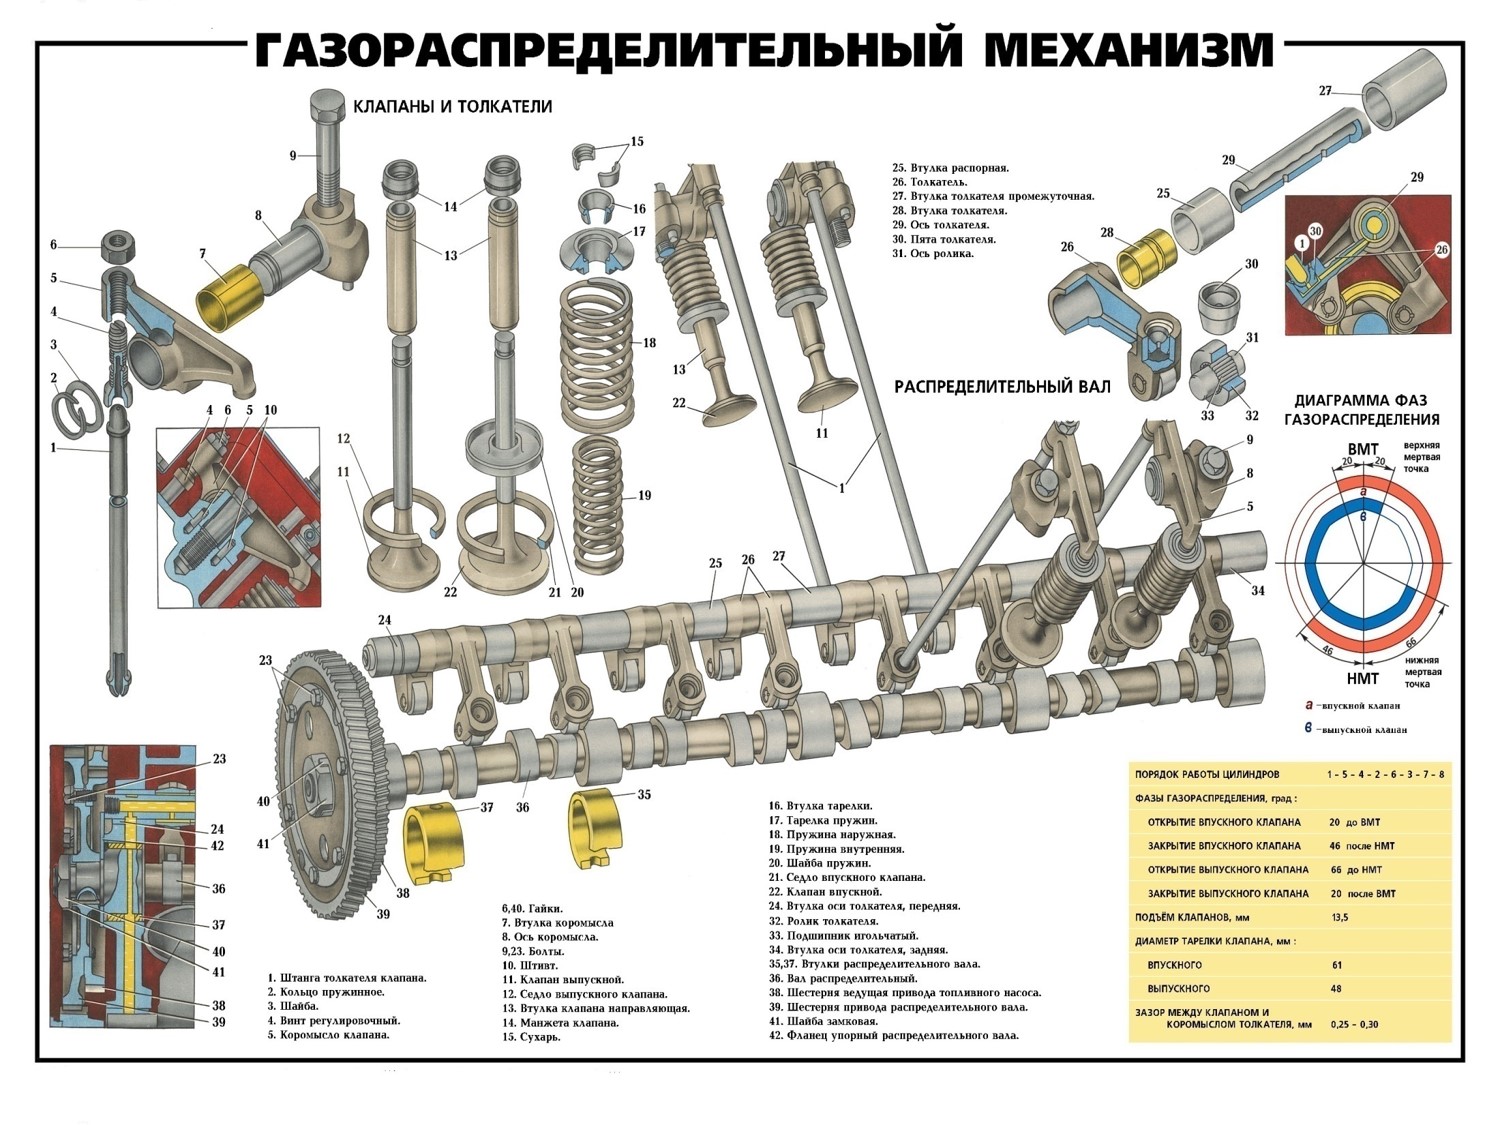 ГАЗОРАСПРЕДЕЛИТЕЛЬНЫЙ МЕХАНИЗМ
КЛАПАНЫ И ТОЛКАТЕЛИ
9
8
7
6
5
4
3
2
1
4 6 5 10
14
13
12
11
22
21 20
15
16
17
18
19
13
22
11
1
25. Втулка распорная.
26. Толкатель.
27. Втулка толкателя промежуточная.
28. Втулка толкателя.
29. Ось толкателя.
30. Пята толкателя.
31. Ось ролика.
27
29
25
28
26
30
31
33
32
29
1
30
26
РАСПРЕДЕЛИТЕЛЬНЫЙ ВАЛ
9
8
5
34
25
26
27
24
23
40
41
37
36
35
38
39
ДИАГРАММА ФАЗ
ГАЗОРАСПРЕДЕЛЕНИЯ
ВМТ
верхняя
мертвая
точка
20 20
а
в
46
66
НМТ
нижняя
мертвая
точка
а –впускной клапан
в –выпускной клапан
23
24
42
36
37
40
41
38
39
1. Штанга толкателя клапана.
2. Кольцо пружинное.
3. Шайба.
4. Винт регулировочный.
5. Коромысло клапана.
6,40. Гайки.
7. Втулка коромысла
8. Ось коромысла.
9,23. Болты.
10. Штивт.
11. Клапан выпускной.
12. Седло выпускного клапана.
13. Втулка клапана направляющая.
14. Манжета клапана.
15. Сухарь.
16. Втулка тарелки.
17. Тарелка пружин.
18. Пружина наружная.
19. Пружина внутренняя.
20. Шайба пружин.
21. Седло впускного клапана.
22. Клапан впускной.
24. Втулка оси толкателя, передняя.
32. Ролик толкателя.
33. Подшипник игольчатый.
34. Втулка оси толкателя, задняя.
35,37. Втулки распределительного вала.
36. Вал распределительный.
38. Шестерня ведущая привода топливного насоса.
39. Шестерня привода распределительного вала.
41. Шайба замковая.
42. Фланец упорный распределительного вала.
ПОРЯДОК РАБОТЫ ЦИЛИНДРОВ 1 – 5 – 4 – 2 – 6 – 3 – 7 – 8
ФАЗЫ ГАЗОРАСПРЕДЕЛЕНИЯ, град :
ОТКРЫТИЕ ВПУСКНОГО КЛАПАНА 20 до ВМТ
ЗАКРЫТИЕ ВПУСКНОГО КЛАПАНА 46 после НМТ
ОТКРЫТИЕ ВЫПУСКНОГО КЛАПАНА 66 до НМТ
ЗАКРЫТИЕ ВЫПУСКНОГО КЛАПАНА 20 после ВМТ
ПОДЪЁМ КЛАПАНОВ, мм 13,5
ДИАМЕТР ТАРЕЛКИ КЛАПАНА, мм :
ВПУСКНОГО 61
ВЫПУСКНОГО 48
ЗАЗОР МЕЖДУ КЛАПАНОМ И
КОРОМЫСЛОМ ТОЛКАТЕЛЯ, мм 0,25 – 0,30